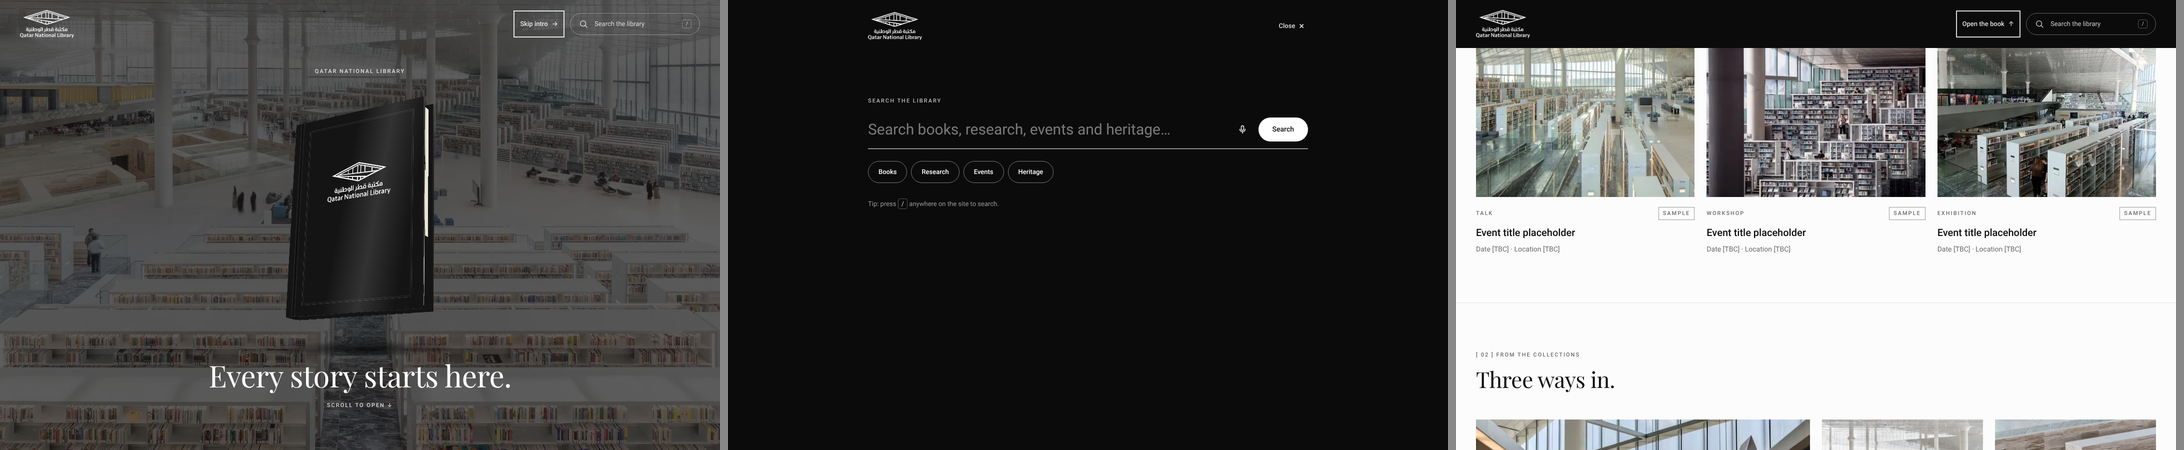 مكتبة قطر الوطنية
Qatar National Library
Skip intro →
Search the library /
QATAR NATIONAL LIBRARY
مكتبة قطر الوطنية
Qatar National Library
Every story starts here.
SCROLL TO OPEN ↓
مكتبة قطر الوطنية
Qatar National Library
Close ×
SEARCH THE LIBRARY
Search books, research, events and heritage...
Search
Books Research Events Heritage
Tip: press / anywhere on the site to search.
مكتبة قطر الوطنية
Qatar National Library
Open the book ↑
Search the library /
TALK SAMPLE
Event title placeholder
Date [TBC] · Location [TBC]
WORKSHOP SAMPLE
Event title placeholder
Date [TBC] · Location [TBC]
EXHIBITION SAMPLE
Event title placeholder
Date [TBC] · Location [TBC]
[ 02 ] FROM THE COLLECTIONS
Three ways in.